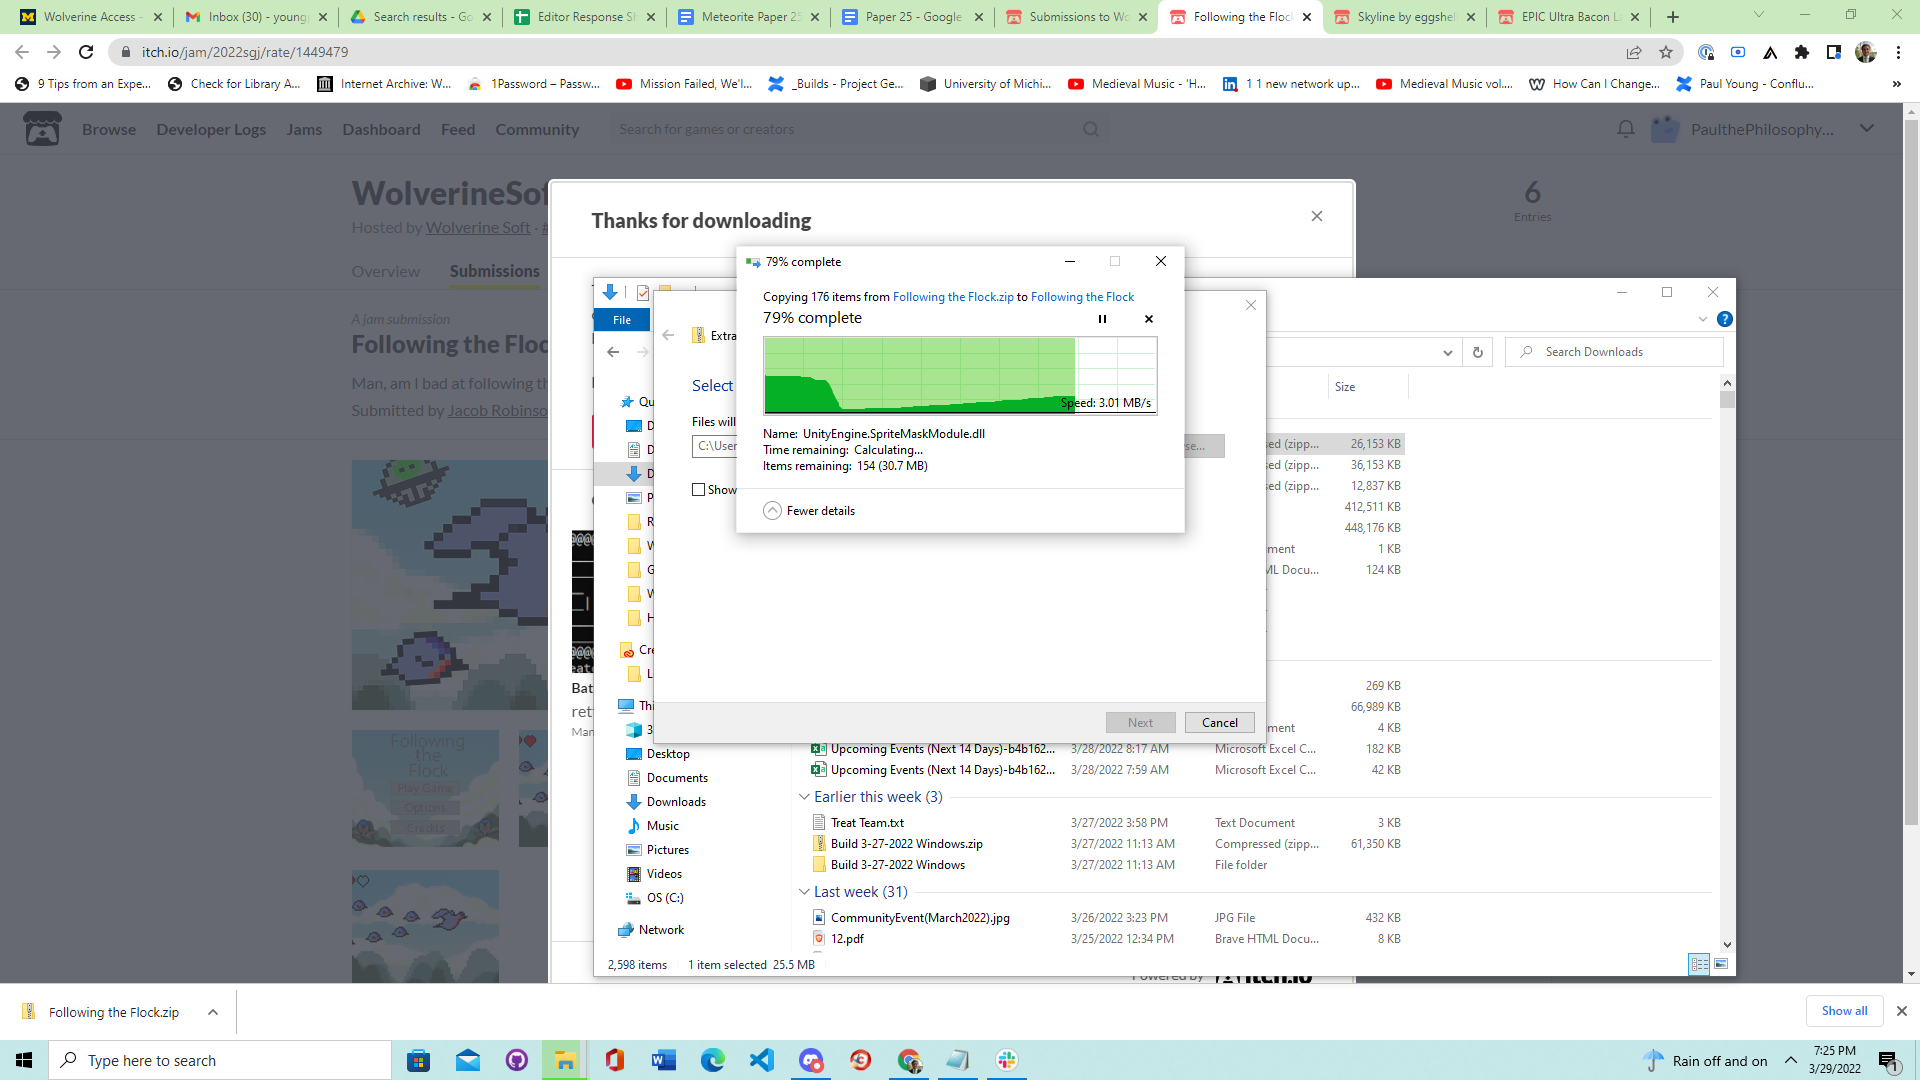 Wolverine Access -
Inbox (30) - young
Search results - Go
Editor Response Sh
Meteorite Paper 25
Paper 25 - Google
Submissions to Wo
Following the Flock
Skyline by eggshel
EPIC Ultra Bacon L
itch.io/jam/2022sgj/rate/1449479
9 Tips from an Expe...
Check for Library A...
Internet Archive: W...
1Password – Passw...
Mission Failed, We'l...
_Builds - Project Ge...
University of Michi...
Medieval Music - 'H...
1 1 new network up...
Medieval Music vol....
How Can I Change...
Paul Young - Conflu...
»
Browse
Developer Logs
Jams
Dashboard
Feed
Community
Search for games or creators
PaulthePhilosophy...
WolverineSof
Hosted by Wolverine Soft · #
6
Entries
Overview
Submissions
A jam submission
Following the Floc
Man, am I bad at following th
Submitted by Jacob Robinso
Thanks for downloading
79% complete
Copying 176 items from Following the Flock.zip to Following the Flock
79% complete
Speed: 3.01 MB/s
Name: UnityEngine.SpriteMaskModule.dll
Time remaining: Calculating...
Items remaining: 154 (30.7 MB)
Fewer details
File
Extra
Select
Files will
C:\User
se...
Show
Next
Cancel
Search Downloads
Size
Qu
D
D
D
P
R
W
G
W
H
Cre
L
Thi
3
Desktop
Documents
Downloads
Music
Pictures
Videos
OS (C:)
Network
sed (zipp...
26,153 KB
sed (zipp...
36,153 KB
sed (zipp...
12,837 KB
412,511 KB
448,176 KB
ment
1 KB
ML Docu...
124 KB
269 KB
66,989 KB
ment
4 KB
Upcoming Events (Next 14 Days)-b4b162...
3/28/2022 8:17 AM
Microsoft Excel C...
182 KB
Upcoming Events (Next 14 Days)-b4b162...
3/28/2022 7:59 AM
Microsoft Excel C...
42 KB
Earlier this week (3)
Treat Team.txt
3/27/2022 3:58 PM
Text Document
3 KB
Build 3-27-2022 Windows.zip
3/27/2022 11:13 AM
Compressed (zipp...
61,350 KB
Build 3-27-2022 Windows
3/27/2022 11:13 AM
File folder
Last week (31)
CommunityEvent(March2022).jpg
3/26/2022 3:23 PM
JPG File
432 KB
12.pdf
3/25/2022 12:34 PM
Brave HTML Docu...
8 KB
2,598 items
1 item selected 25.5 MB
Bat
ret
Man
Following
the
Flock
Play Game
Options
Credits
Powered by
itch.io
Following the Flock.zip
Show all
Type here to search
Rain off and on
7:25 PM
3/29/2022
1